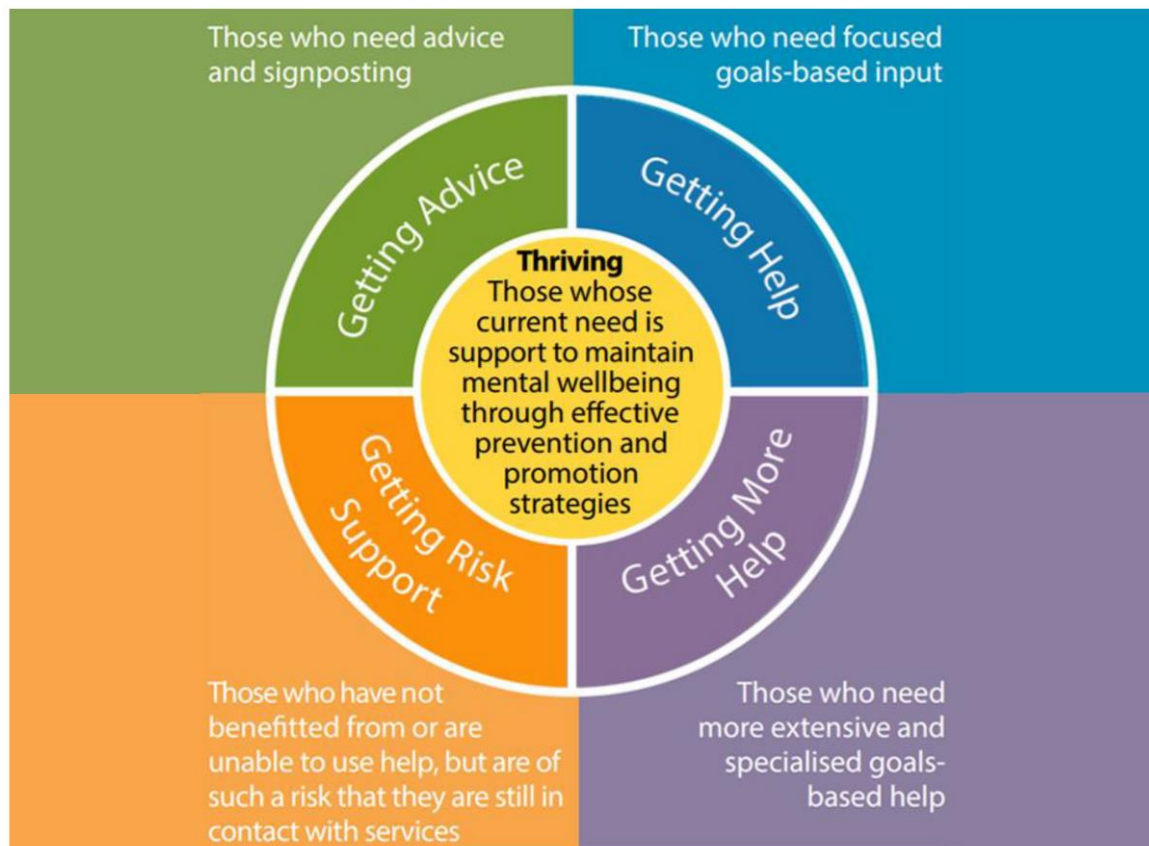 Those who need advice
and signposting
Those who need focused
goals-based input
Getting Advice
Getting Help
Thriving
Those whose
current need is
support to maintain
mental wellbeing
through effective
prevention and
promotion
strategies
Getting Risk
Support
Getting More
Help
Those who have not
benefitted from or are
unable to use help, but are of
such a risk that they are still in
contact with services
Those who need
more extensive and
specialised goals-
based help